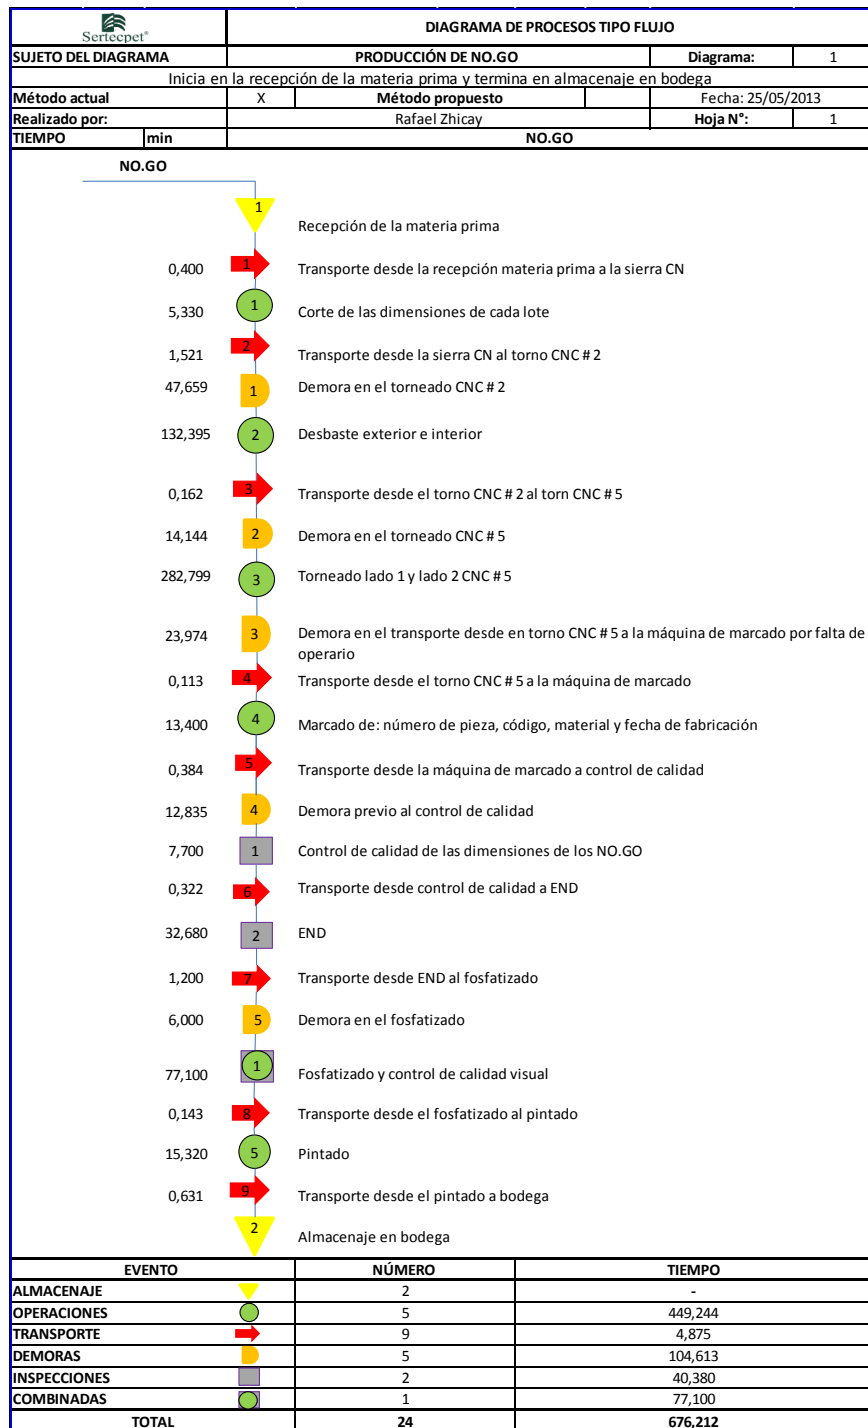 Sertecpet®
DIAGRAMA DE PROCESOS TIPO FLUJO
SUJETO DEL DIAGRAMA PRODUCCIÓN DE NO.GO Diagrama: 1
Inicia en la recepción de la materia prima y termina en almacenaje en bodega
Método actual X Método propuesto Fecha: 25/05/2013
Realizado por: Rafael Zhicay Hoja N°: 1
TIEMPO min NO.GO
NO.GO
1 Recepción de la materia prima
0,400 1 Transporte desde la recepción materia prima a la sierra CN
5,330 1 Corte de las dimensiones de cada lote
1,521 2 Transporte desde la sierra CN al torno CNC # 2
47,659 1 Demora en el torneado CNC # 2
132,395 2 Desbaste exterior e interior
0,162 3 Transporte desde el torno CNC # 2 al torn CNC # 5
14,144 2 Demora en el torneado CNC # 5
282,799 3 Torneado lado 1 y lado 2 CNC # 5
23,974 3 Demora en el transporte desde en torno CNC # 5 a la máquina de marcado por falta de
operario
0,113 4 Transporte desde el torno CNC # 5 a la máquina de marcado
13,400 4 Marcado de: número de pieza, código, material y fecha de fabricación
0,384 5 Transporte desde la máquina de marcado a control de calidad
12,835 4 Demora previo al control de calidad
7,700 1 Control de calidad de las dimensiones de los NO.GO
0,322 6 Transporte desde control de calidad a END
32,680 2 END
1,200 7 Transporte desde END al fosfatizado
6,000 5 Demora en el fosfatizado
77,100 1 Fosfatizado y control de calidad visual
0,143 8 Transporte desde el fosfatizado al pintado
15,320 5 Pintado
0,631 9 Transporte desde el pintado a bodega
2 Almacenaje en bodega
EVENTO NÚMERO TIEMPO
ALMACENAJE 2 -
OPERACIONES 5 449,244
TRANSPORTE 9 4,875
DEMORAS 5 104,613
INSPECCIONES 2 40,380
COMBINADAS 1 77,100
TOTAL 24 676,212